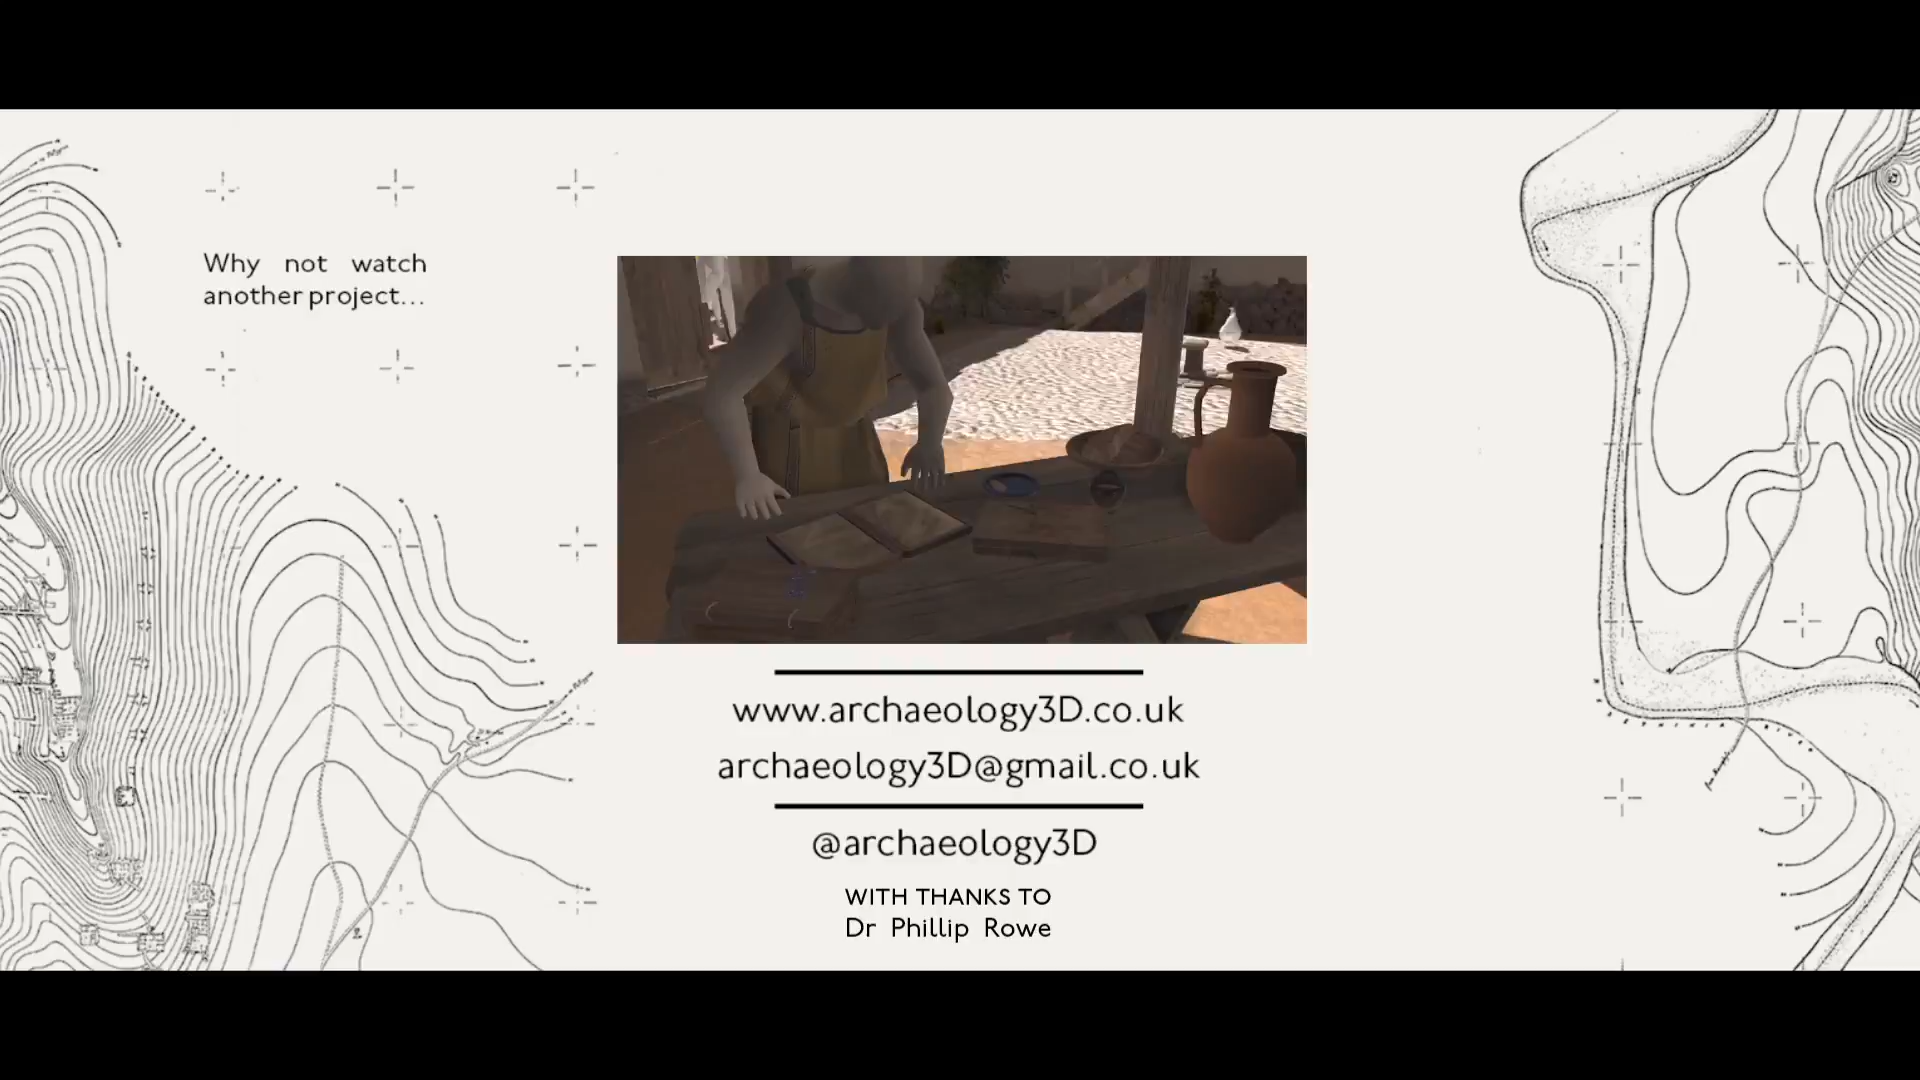 Why not watch
another project...
www.archaeology3D.co.uk
archaeology3D@gmail.co.uk
@archaeology3D
WITH THANKS TO
Dr Phillip Rowe